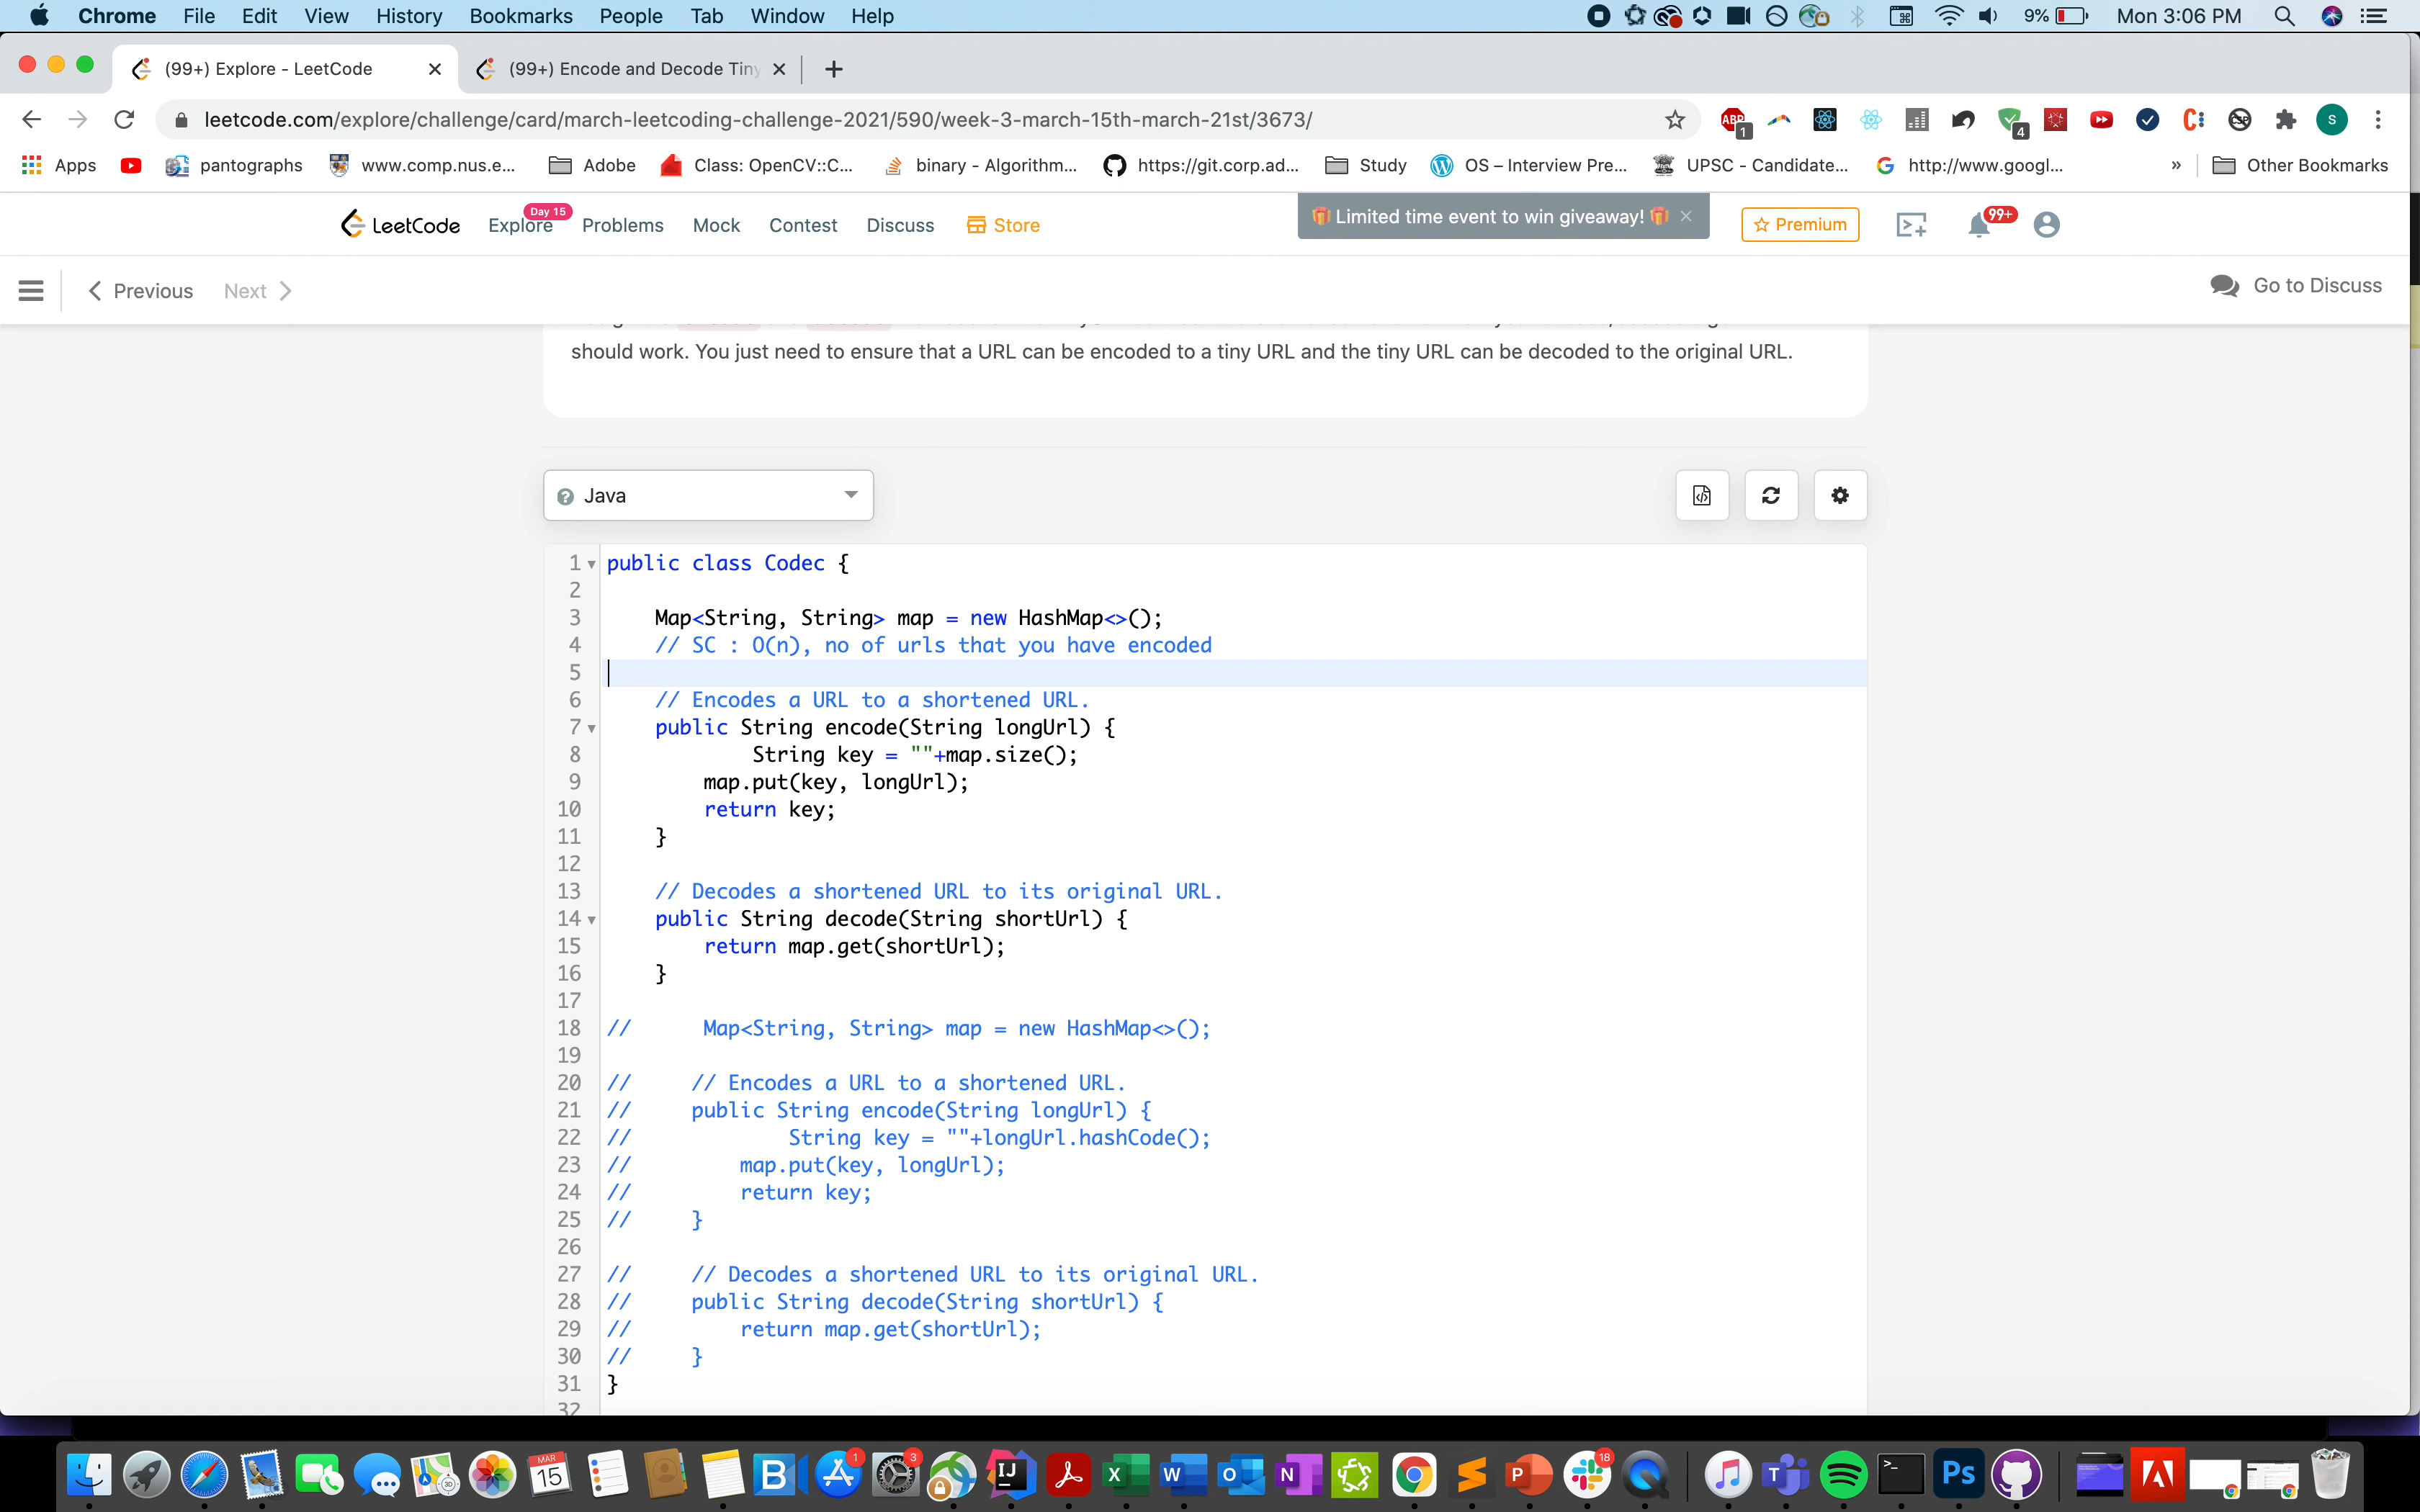 Chrome File Edit View History Bookmarks People Tab Window Help 9% Mon 3:06 PM
(99+) Explore - LeetCode (99+) Encode and Decode Tiny
leetcode.com/explore/challenge/card/march-leetcoding-challenge-2021/590/week-3-march-15th-march-21st/3673/
ABP 1 4 S
Apps pantographs www.comp.nus.e... Adobe Class: OpenCV::C... binary - Algorithm... https://git.corp.ad... Study OS – Interview Pre... UPSC - Candidate... http://www.googl... » Other Bookmarks
LeetCode Explore Day 15 Problems Mock Contest Discuss Store Limited time event to win giveaway! Premium 99+
Previous Next Go to Discuss
should work. You just need to ensure that a URL can be encoded to a tiny URL and the tiny URL can be decoded to the original URL.
Java
1 public class Codec {
2
3 Map<String, String> map = new HashMap<>();
4 // SC : O(n), no of urls that you have encoded
5
6 // Encodes a URL to a shortened URL.
7 public String encode(String longUrl) {
8 String key = ""+map.size();
9 map.put(key, longUrl);
10 return key;
11 }
12
13 // Decodes a shortened URL to its original URL.
14 public String decode(String shortUrl) {
15 return map.get(shortUrl);
16 }
17
18 // Map<String, String> map = new HashMap<>();
19
20 // // Encodes a URL to a shortened URL.
21 // public String encode(String longUrl) {
22 // String key = ""+longUrl.hashCode();
23 // map.put(key, longUrl);
24 // return key;
25 // }
26
27 // // Decodes a shortened URL to its original URL.
28 // public String decode(String shortUrl) {
29 // return map.get(shortUrl);
30 // }
31 }
32
MAR 15 B 1 3 IJ X W O N P 18 T >_ Ps